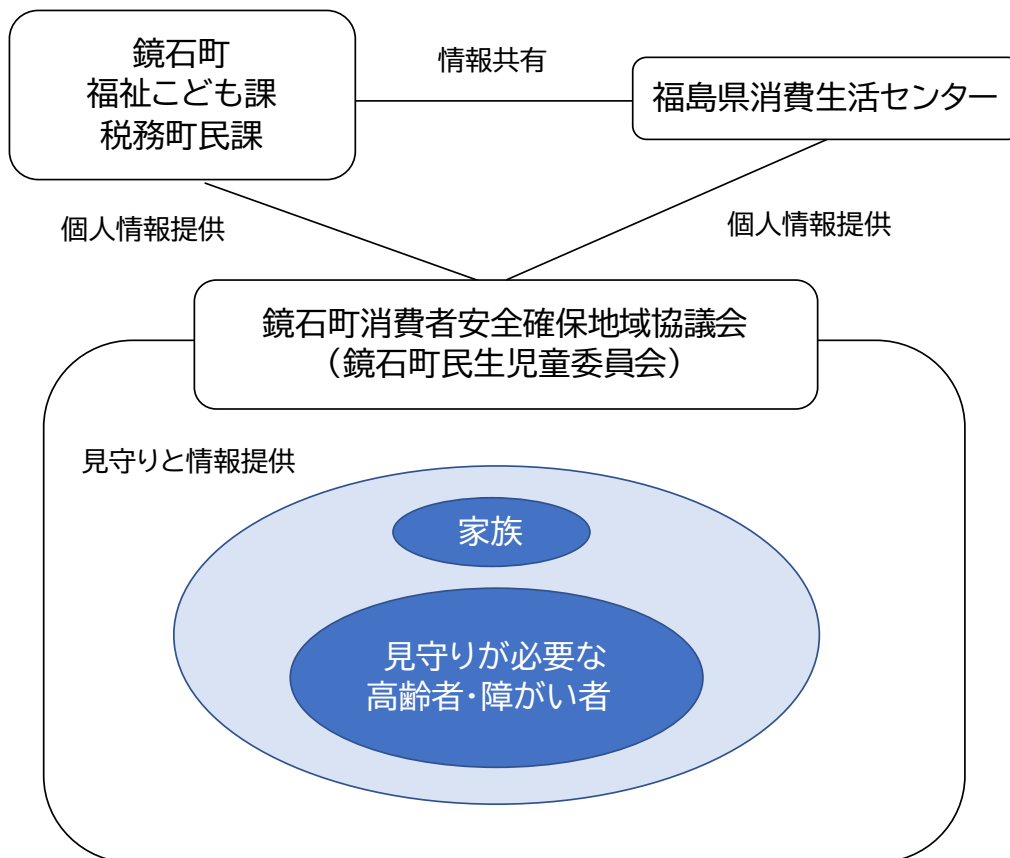 鏡石町
福祉こども課
税務町民課
情報共有
福島県消費生活センター
個人情報提供
個人情報提供
鏡石町消費者安全確保地域協議会
（鏡石町民生児童委員会）
見守りと情報提供
家族
見守りが必要な
高齢者・障がい者